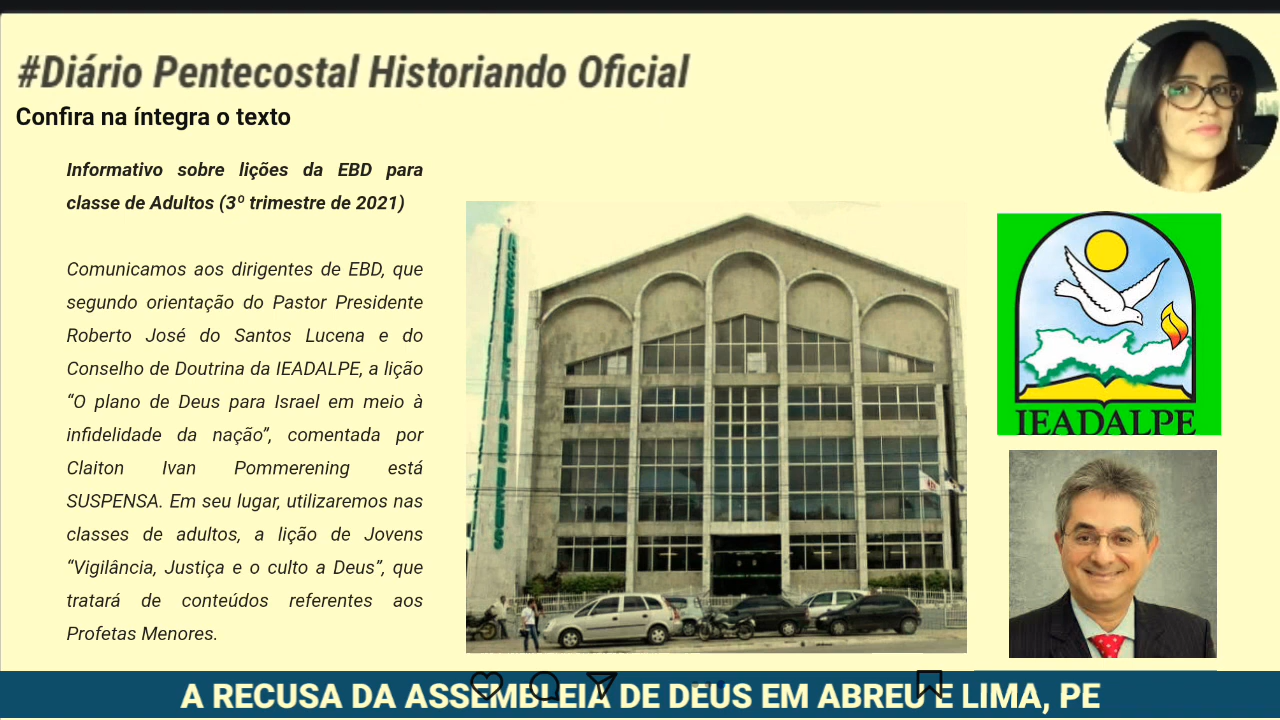 #Diário Pentecostal Historiando Oficial
Confira na íntegra o texto
Informativo sobre lições da EBD para
classe de Adultos (3º trimestre de 2021)
Comunicamos aos dirigentes de EBD, que
segundo orientação do Pastor Presidente
Roberto José do Santos Lucena e do
Conselho de Doutrina da IEADALPE, a lição
“O plano de Deus para Israel em meio à
infidelidade da nação”, comentada por
Claiton Ivan Pommerening está
SUSPENSA. Em seu lugar, utilizaremos nas
classes de adultos, a lição de Jovens
“Vigilância, Justiça e o culto a Deus”, que
tratará de conteúdos referentes aos
Profetas Menores.
ASSEMBLEIA DE DEUS
IEADALPE
A RECUSA DA ASSEMBLEIA DE DEUS EM ABREU E LIMA, PE